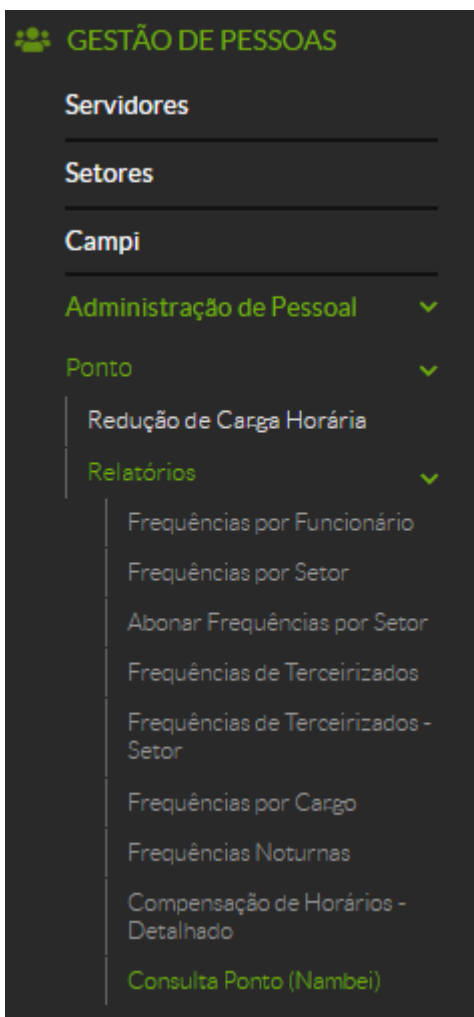 GESTÃO DE PESSOAS
Servidores
Setores
Campi
Administração de Pessoal
Ponto
Redução de Carga Horária
Relatórios
Frequências por Funcionário
Frequências por Setor
Abonar Frequências por Setor
Frequências de Terceirizados
Frequências de Terceirizados -
Setor
Frequências por Cargo
Frequências Noturnas
Compensação de Horários -
Detalhado
Consulta Ponto (Nambei)